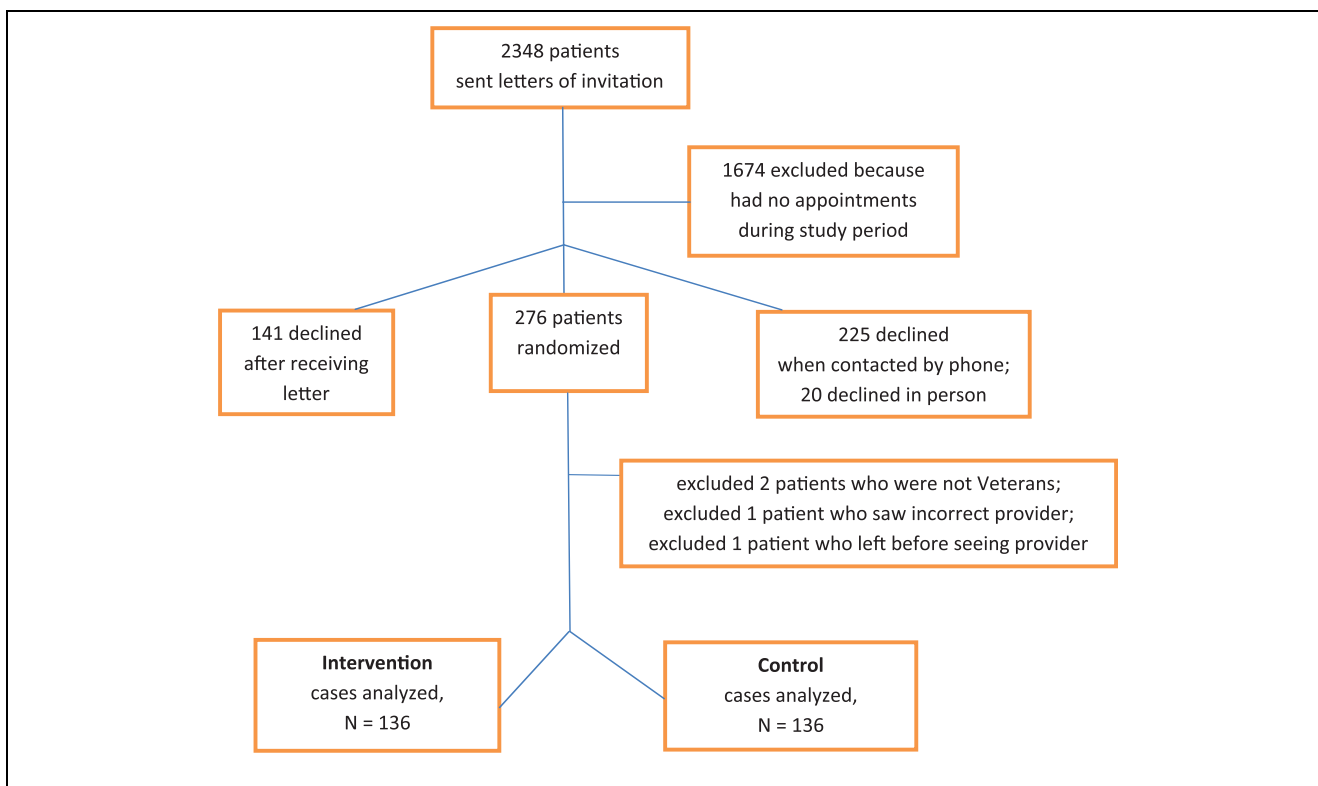 2348 patients
sent letters of invitation
1674 excluded because
had no appointments
during study period
141 declined
after receiving
letter
276 patients
randomized
225 declined
when contacted by phone;
20 declined in person
excluded 2 patients who were not Veterans;
excluded 1 patient who saw incorrect provider;
excluded 1 patient who left before seeing provider
Intervention
cases analyzed,
N = 136
Control
cases analyzed,
N = 136